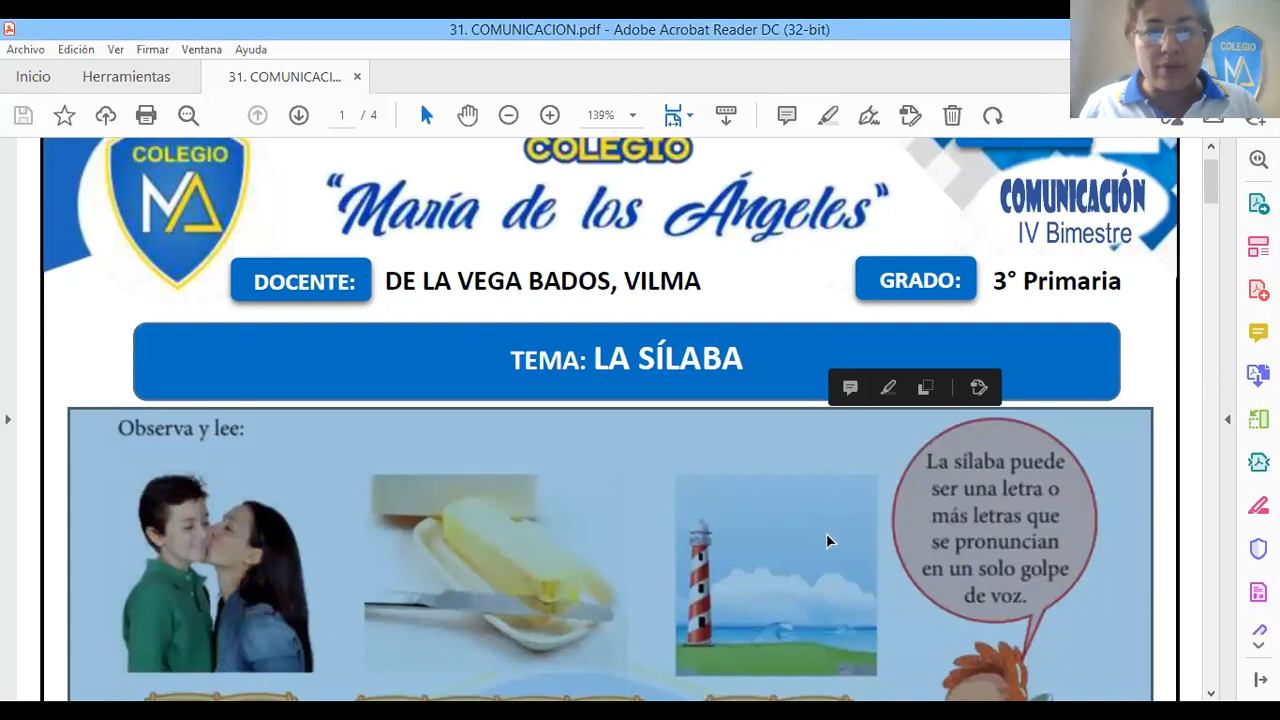 31. COMUNICACION.pdf - Adobe Acrobat Reader DC (32-bit)
Archivo Edición Ver Firmar Ventana Ayuda
Inicio Herramientas 31. COMUNICACI... ×
1 / 4 139%
COLEGIO
MA
COLEGIO
COLEGIO
“María de los Ángeles”
COMUNICACIÓN
IV Bimestre
DOCENTE: DE LA VEGA BADOS, VILMA GRADO: 3° Primaria
TEMA: LA SÍLABA
Observa y lee:
La sílaba puede
ser una letra o
más letras que
se pronuncian
en un solo golpe
de voz.